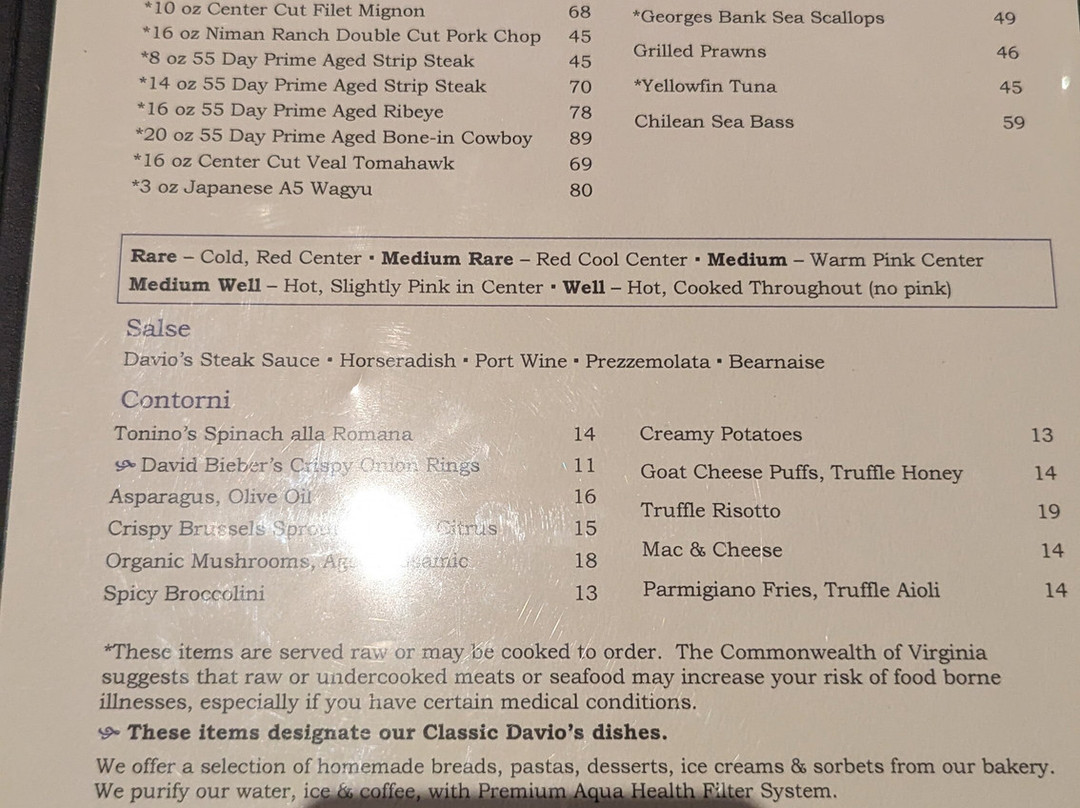 *10 oz Center Cut Filet Mignon 68
*16 oz Niman Ranch Double Cut Pork Chop 45
*8 oz 55 Day Prime Aged Strip Steak 45
*14 oz 55 Day Prime Aged Strip Steak 70
*16 oz 55 Day Prime Aged Ribeye 78
*20 oz 55 Day Prime Aged Bone-in Cowboy 89
*16 oz Center Cut Veal Tomahawk 69
*3 oz Japanese A5 Wagyu 80
*Georges Bank Sea Scallops 49
Grilled Prawns 46
*Yellowfin Tuna 45
Chilean Sea Bass 59
Rare – Cold, Red Center ▪ Medium Rare – Red Cool Center ▪ Medium – Warm Pink Center
Medium Well – Hot, Slightly Pink in Center ▪ Well – Hot, Cooked Throughout (no pink)
Salse
Davio's Steak Sauce ▪ Horseradish ▪ Port Wine ▪ Prezzemolata ▪ Bearnaise
Contorni
Tonino's Spinach alla Romana 14
David Bieber's Crispy Onion Rings 11
Asparagus, Olive Oil 16
Crispy Brussels Citrus 15
Organic Mushrooms, 18
Spicy Broccolini 13
Creamy Potatoes 13
Goat Cheese Puffs, Truffle Honey 14
Truffle Risotto 19
Mac & Cheese 14
Parmigiano Fries, Truffle Aioli 14
*These items are served raw or may be cooked to order. The Commonwealth of Virginia
suggests that raw or undercooked meats or seafood may increase your risk of food borne
illnesses, especially if you have certain medical conditions.
These items designate our Classic Davio's dishes.
We offer a selection of homemade breads, pastas, desserts, ice creams & sorbets from our bakery.
We purify our water, ice & coffee, with Premium Aqua Health Filter System.